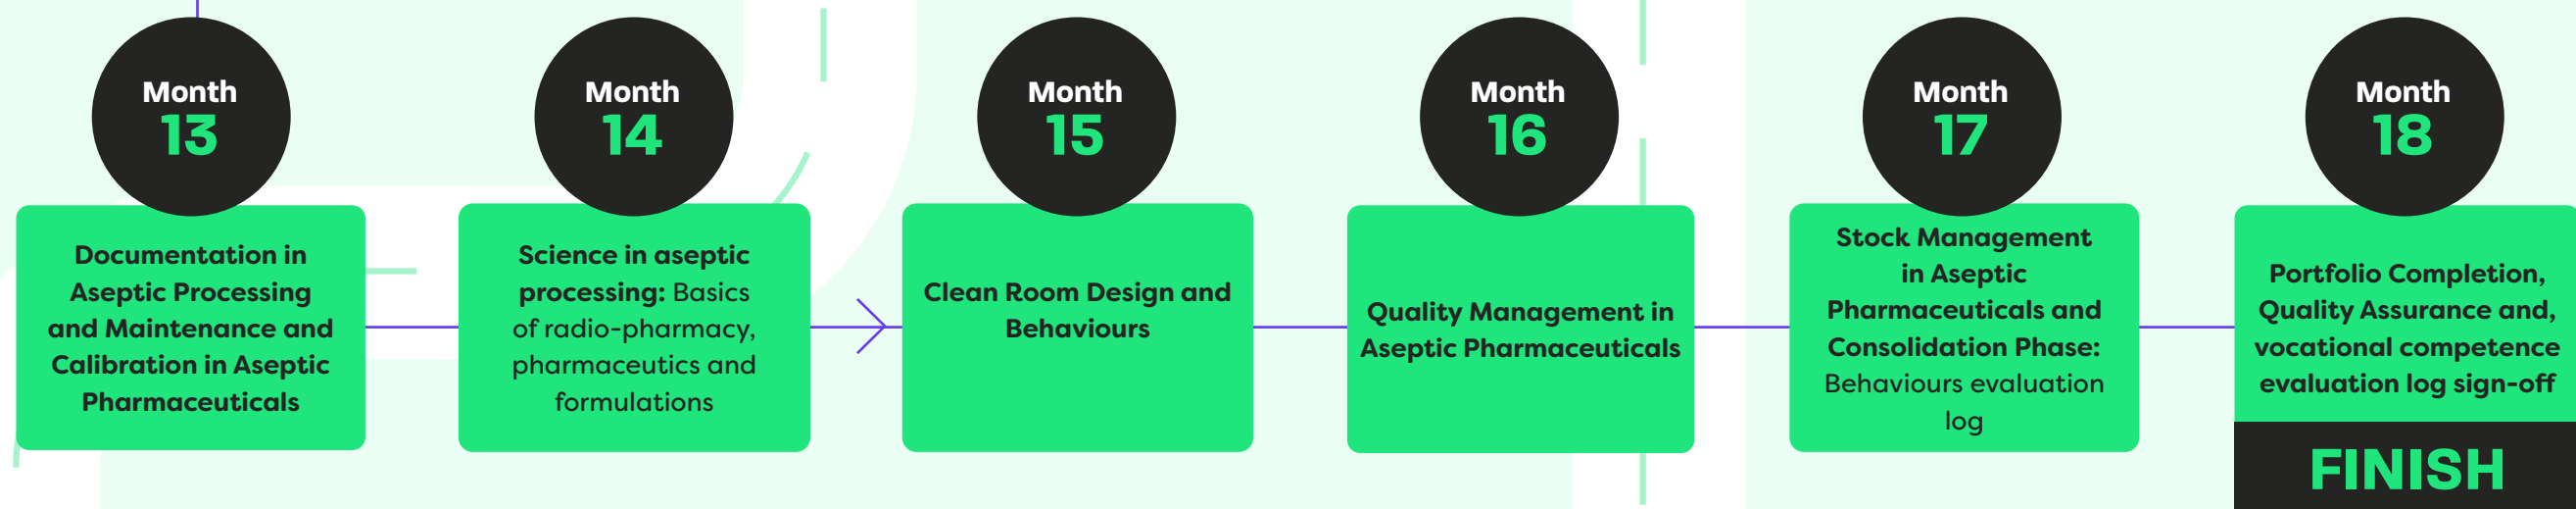 Month
13
Documentation in
Aseptic Processing
and Maintenance and
Calibration in Aseptic
Pharmaceuticals
Month
14
Science in aseptic
processing: Basics
of radio-pharmacy,
pharmaceutics and
formulations
Month
15
Clean Room Design and
Behaviours
Month
16
Quality Management in
Aseptic Pharmaceuticals
Month
17
Stock Management
in Aseptic
Pharmaceuticals and
Consolidation Phase:
Behaviours evaluation
log
Month
18
Portfolio Completion,
Quality Assurance and,
vocational competence
evaluation log sign-off
FINISH